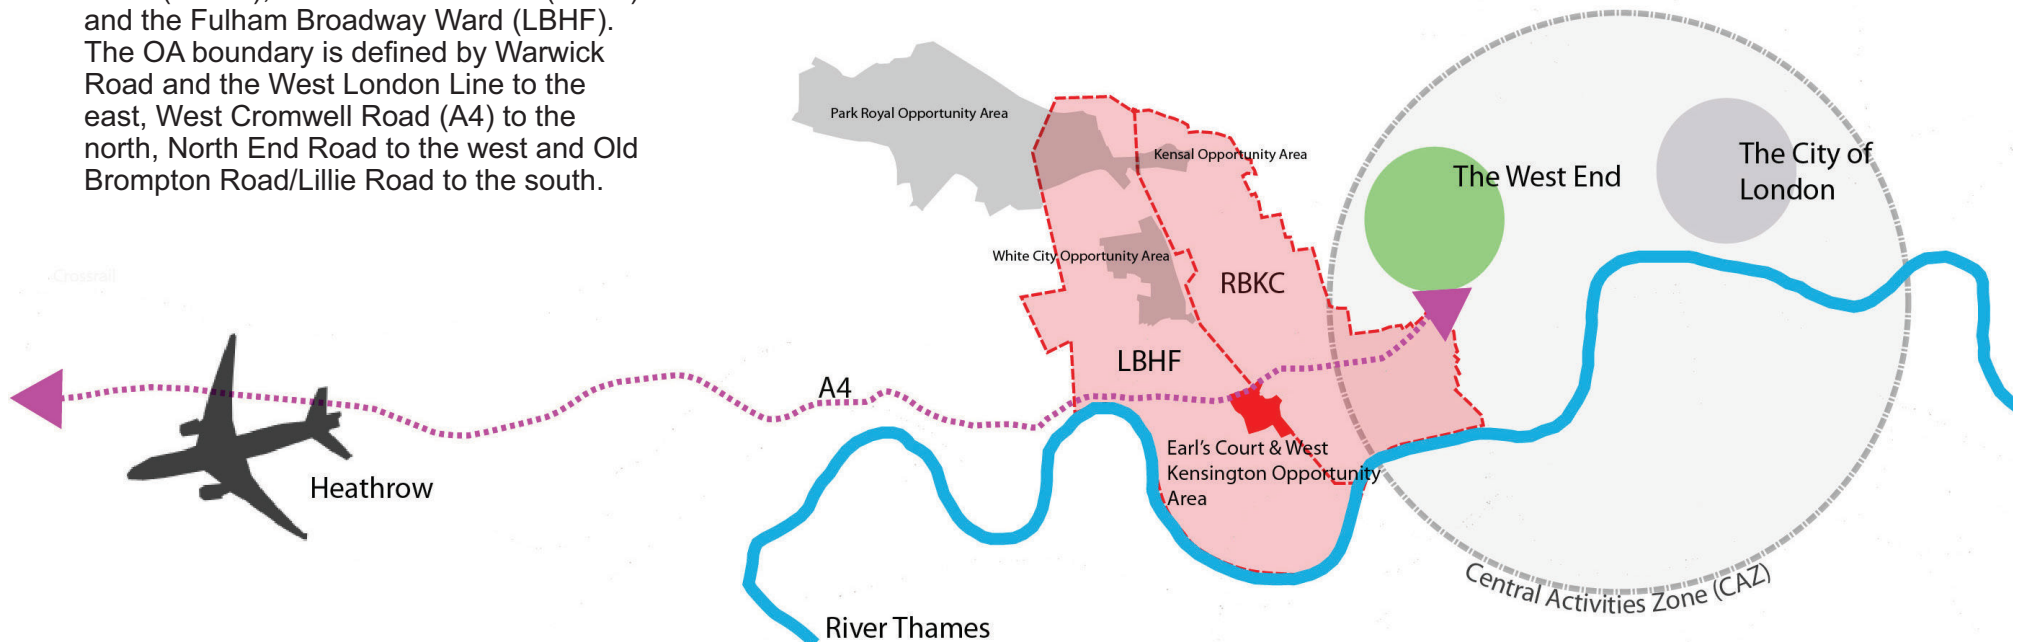 and the Fulham Broadway Ward (LBHF).
The OA boundary is defined by Warwick
Road and the West London Line to the
east, West Cromwell Road (A4) to the
north, North End Road to the west and Old
Brompton Road/Lillie Road to the south.
Park Royal Opportunity Area
Kensal Opportunity Area
The West End
The City of
London
White City Opportunity Area
RBKC
Crossrail
LBHF
A4
Earl's Court & West
Kensington Opportunity
Area
Heathrow
River Thames
Central Activities Zone (CAZ)